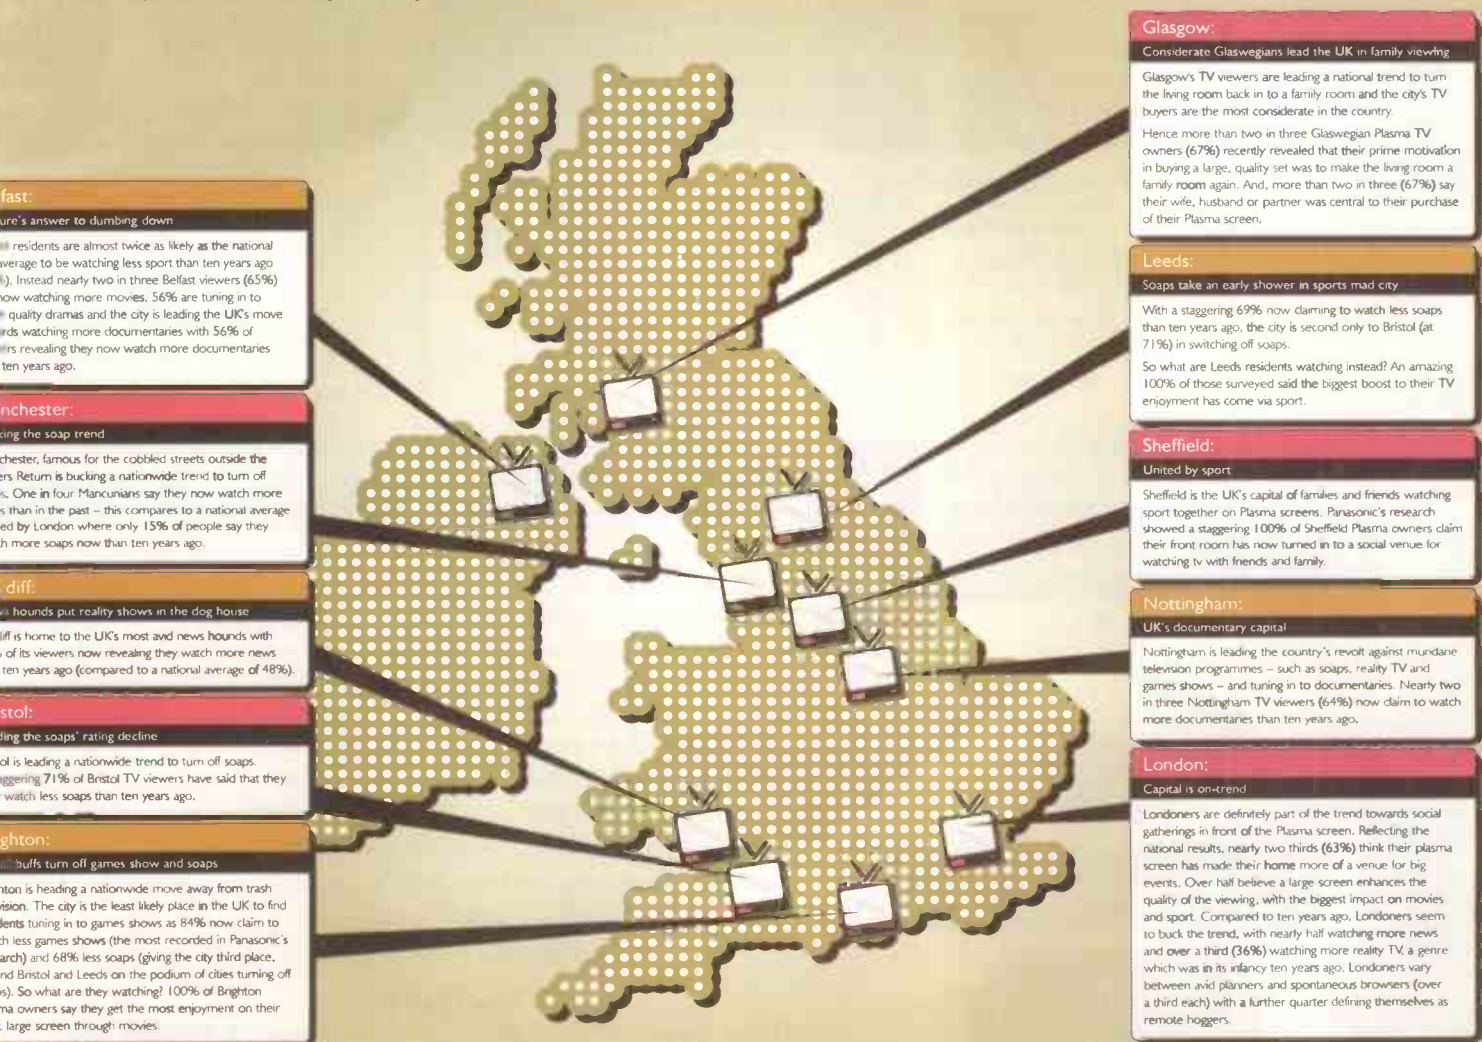 fast:
ure's answer to dumbing down
residents are almost twice as likely as the national
average to be watching less sport than ten years ago
). Instead nearly two in three Belfast viewers (65%)
ow watching more movies, 56% are tuning in to
quality dramas and the city is leading the UK's move
rds watching more documentaries with 56% of
rs revealing they now watch more documentaries
ten years ago.
nchester:
king the soap trend
chester, famous for the cobbled streets outside the
ers Return is bucking a nationwide trend to turn off
s. One in four Mancunians say they now watch more
s than in the past – this compares to a national average
ed by London where only 15% of people say they
h more soaps now than ten years ago.
diff:
hounds put reality shows in the dog house
iff is home to the UK's most avid news hounds with
of its viewers now revealing they watch more news
ten years ago (compared to a national average of 48%).
stol:
ding the soaps' rating decline
ol is leading a nationwide trend to turn off soaps.
aggering 71% of Bristol TV viewers have said that they
watch less soaps than ten years ago.
ghton:
buffs turn off games show and soaps
hton is heading a nationwide move away from trash
vision. The city is the least likely place in the UK to find
dents tuning in to games shows as 84% now claim to
ch less games shows (the most recorded in Panasonic's
arch) and 68% less soaps (giving the city third place,
nd Bristol and Leeds on the podium of cities turning off
os). So what are they watching? 100% of Brighton
ma owners say they get the most enjoyment on their
large screen through movies.
Glasgow:
Considerate Glaswegians lead the UK in family viewing
Glasgow's TV viewers are leading a national trend to turn
the living room back in to a family room and the city's TV
buyers are the most considerate in the country.
Hence more than two in three Glaswegian Plasma TV
owners (67%) recently revealed that their prime motivation
in buying a large, quality set was to make the living room a
family room again. And, more than two in three (67%) say
their wife, husband or partner was central to their purchase
of their Plasma screen.
Leeds:
Soaps take an early shower in sports mad city
With a staggering 69% now claiming to watch less soaps
than ten years ago, the city is second only to Bristol (at
71%) in switching off soaps.
So what are Leeds residents watching instead? An amazing
100% of those surveyed said the biggest boost to their TV
enjoyment has come via sport.
Sheffield:
United by sport
Sheffield is the UK's capital of families and friends watching
sport together on Plasma screens. Panasonic's research
showed a staggering 100% of Sheffield Plasma owners claim
their front room has now turned in to a social venue for
watching tv with friends and family.
Nottingham:
UK's documentary capital
Nottingham is leading the country's revolt against mundane
television programmes – such as soaps, reality TV and
games shows – and tuning in to documentaries. Nearly two
in three Nottingham TV viewers (64%) now claim to watch
more documentaries than ten years ago.
London:
Capital is on-trend
Londoners are definitely part of the trend towards social
gatherings in front of the Plasma screen. Reflecting the
national results, nearly two thirds (63%) think their plasma
screen has made their home more of a venue for big
events. Over half believe a large screen enhances the
quality of the viewing, with the biggest impact on movies
and sport. Compared to ten years ago, Londoners seem
to buck the trend, with nearly half watching more news
and over a third (36%) watching more reality TV, a genre
which was in its infancy ten years ago. Londoners vary
between avid planners and spontaneous browsers (over
a third each) with a further quarter defining themselves as
remote hoggers.